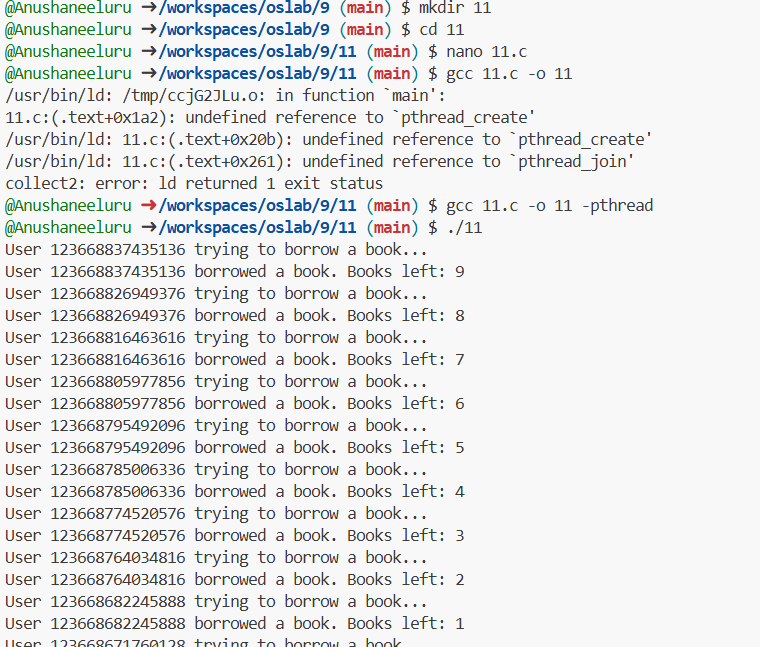 @Anushaneeluru ➜/workspaces/oslab/9 (main) $ mkdir 11
@Anushaneeluru ➜/workspaces/oslab/9 (main) $ cd 11
@Anushaneeluru ➜/workspaces/oslab/9/11 (main) $ nano 11.c
@Anushaneeluru ➜/workspaces/oslab/9/11 (main) $ gcc 11.c -o 11
/usr/bin/ld: /tmp/ccjG2JLu.o: in function `main':
11.c:(.text+0x1a2): undefined reference to `pthread_create'
/usr/bin/ld: 11.c:(.text+0x20b): undefined reference to `pthread_create'
/usr/bin/ld: 11.c:(.text+0x261): undefined reference to `pthread_join'
collect2: error: ld returned 1 exit status
@Anushaneeluru ➜/workspaces/oslab/9/11 (main) $ gcc 11.c -o 11 -pthread
@Anushaneeluru ➜/workspaces/oslab/9/11 (main) $ ./11
User 123668837435136 trying to borrow a book...
User 123668837435136 borrowed a book. Books left: 9
User 123668826949376 trying to borrow a book...
User 123668826949376 borrowed a book. Books left: 8
User 123668816463616 trying to borrow a book...
User 123668816463616 borrowed a book. Books left: 7
User 123668805977856 trying to borrow a book...
User 123668805977856 borrowed a book. Books left: 6
User 123668795492096 trying to borrow a book...
User 123668795492096 borrowed a book. Books left: 5
User 123668785006336 trying to borrow a book...
User 123668785006336 borrowed a book. Books left: 4
User 123668774520576 trying to borrow a book...
User 123668774520576 borrowed a book. Books left: 3
User 123668764034816 trying to borrow a book...
User 123668764034816 borrowed a book. Books left: 2
User 123668682245888 trying to borrow a book...
User 123668682245888 borrowed a book. Books left: 1
User 123668671760128 trying to borrow a book